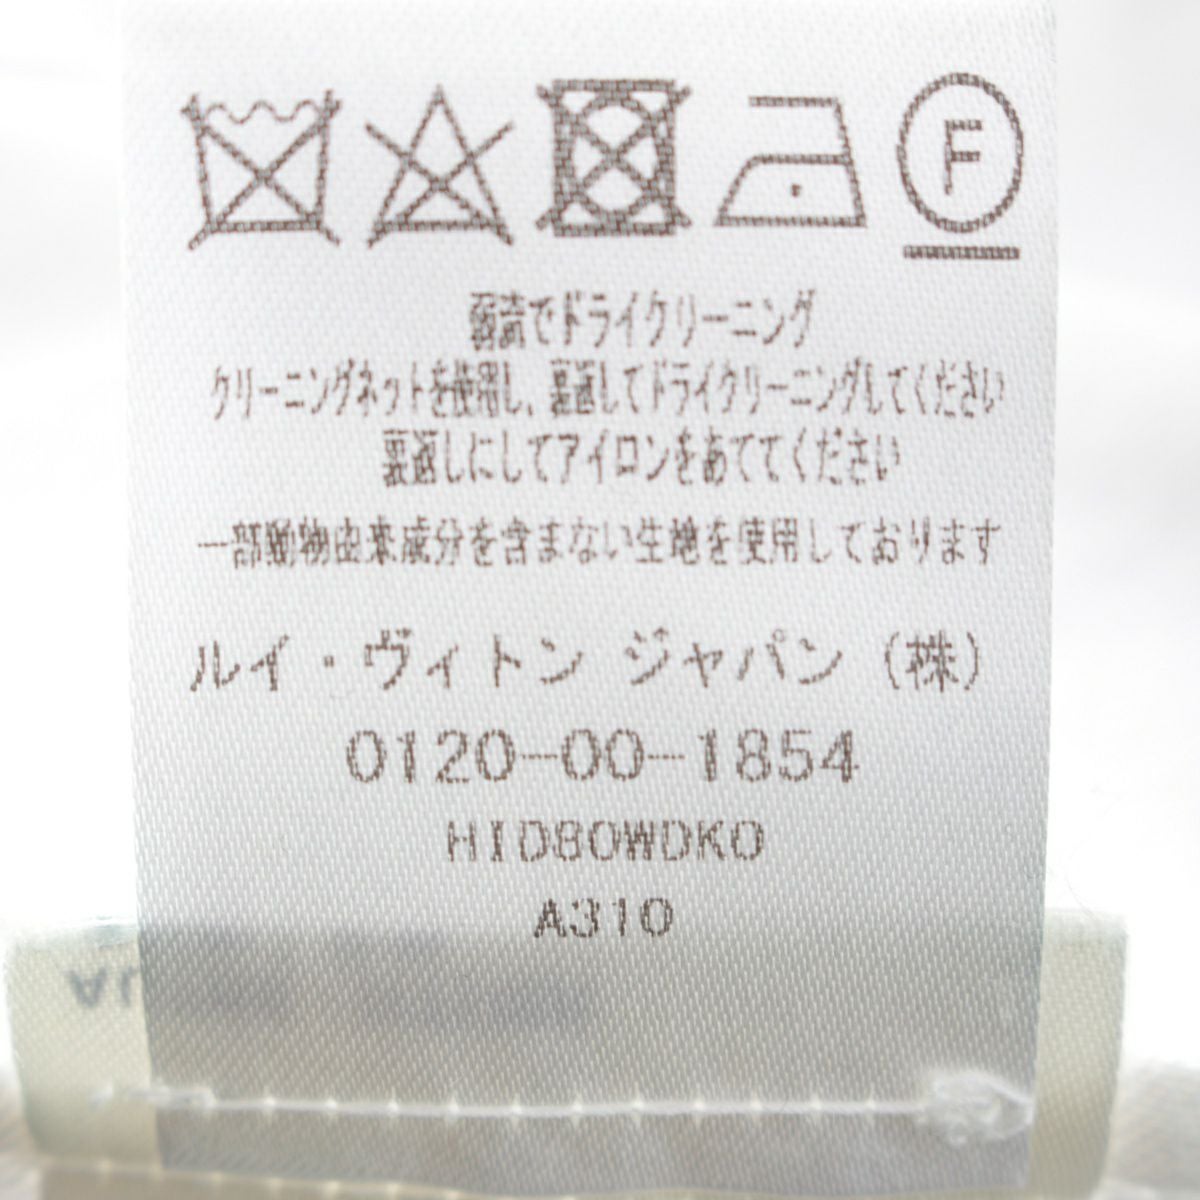 F
弱流でドライクリーニング
クリーニングネットを使用し、裏返してドライクリーニングしてください
裏返しにしてアイロンをあててください
一部動物由来成分を含まない生地を使用しております
ルイ・ヴィトン ジャパン (株)
0120-00-1854
HID80WDKO
A310